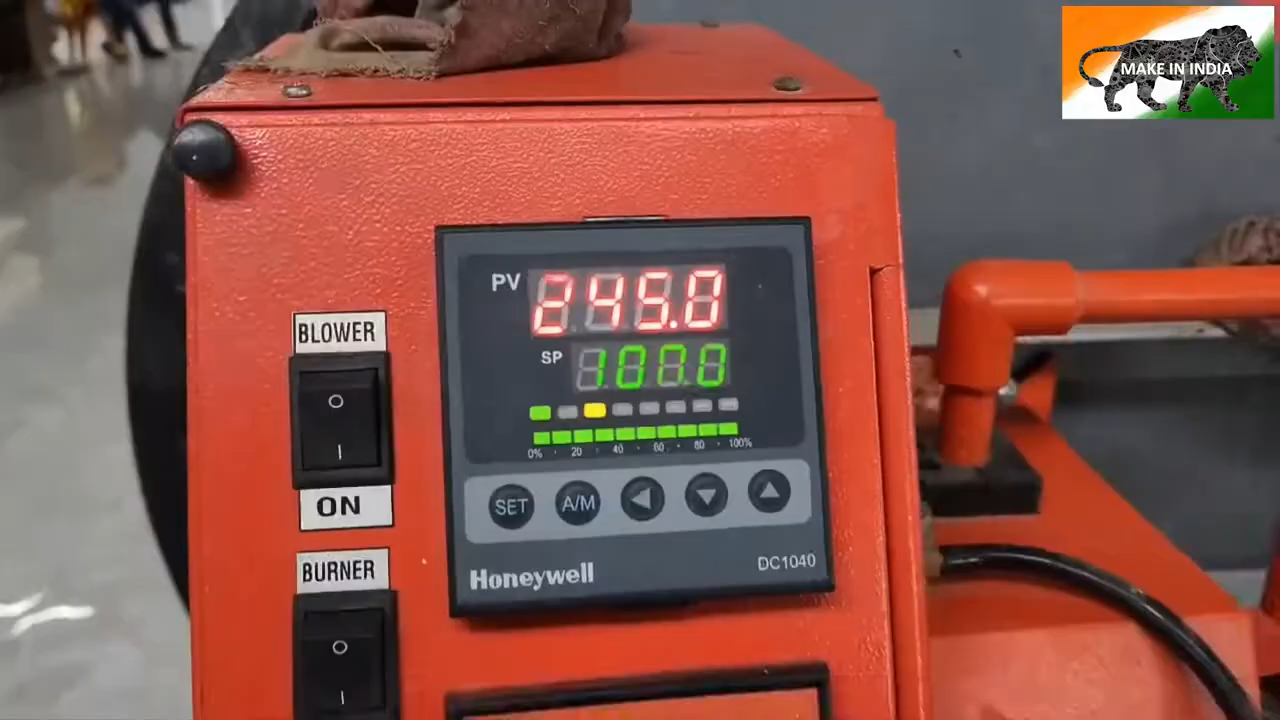 MAKE IN INDIA
PV 245.0
SP 100.0
0% 20 40 60 80 100%
SET A/M
Honeywell
DC1040
BLOWER
O
I
ON
BURNER
O
I